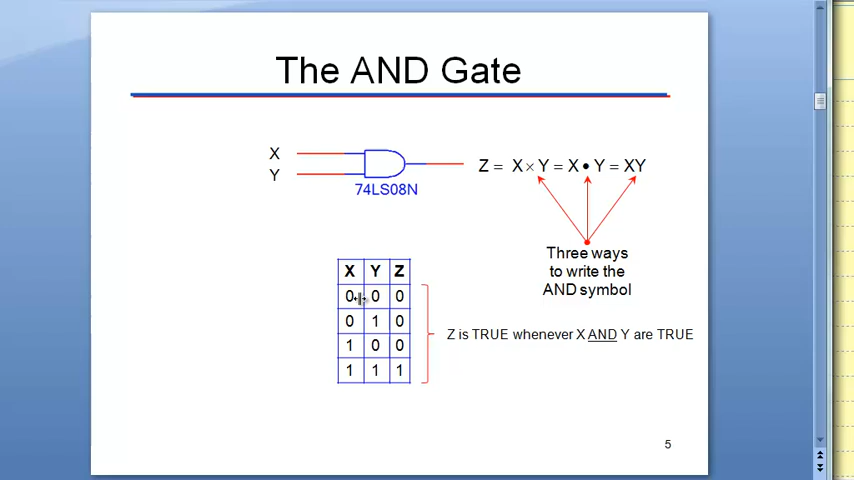 The AND Gate
X
Y
74LS08N
Z = X × Y = X • Y = XY
Three ways
to write the
AND symbol
X Y Z
0 0 0
0 1 0
1 0 0
1 1 1
Z is TRUE whenever X AND Y are TRUE
5